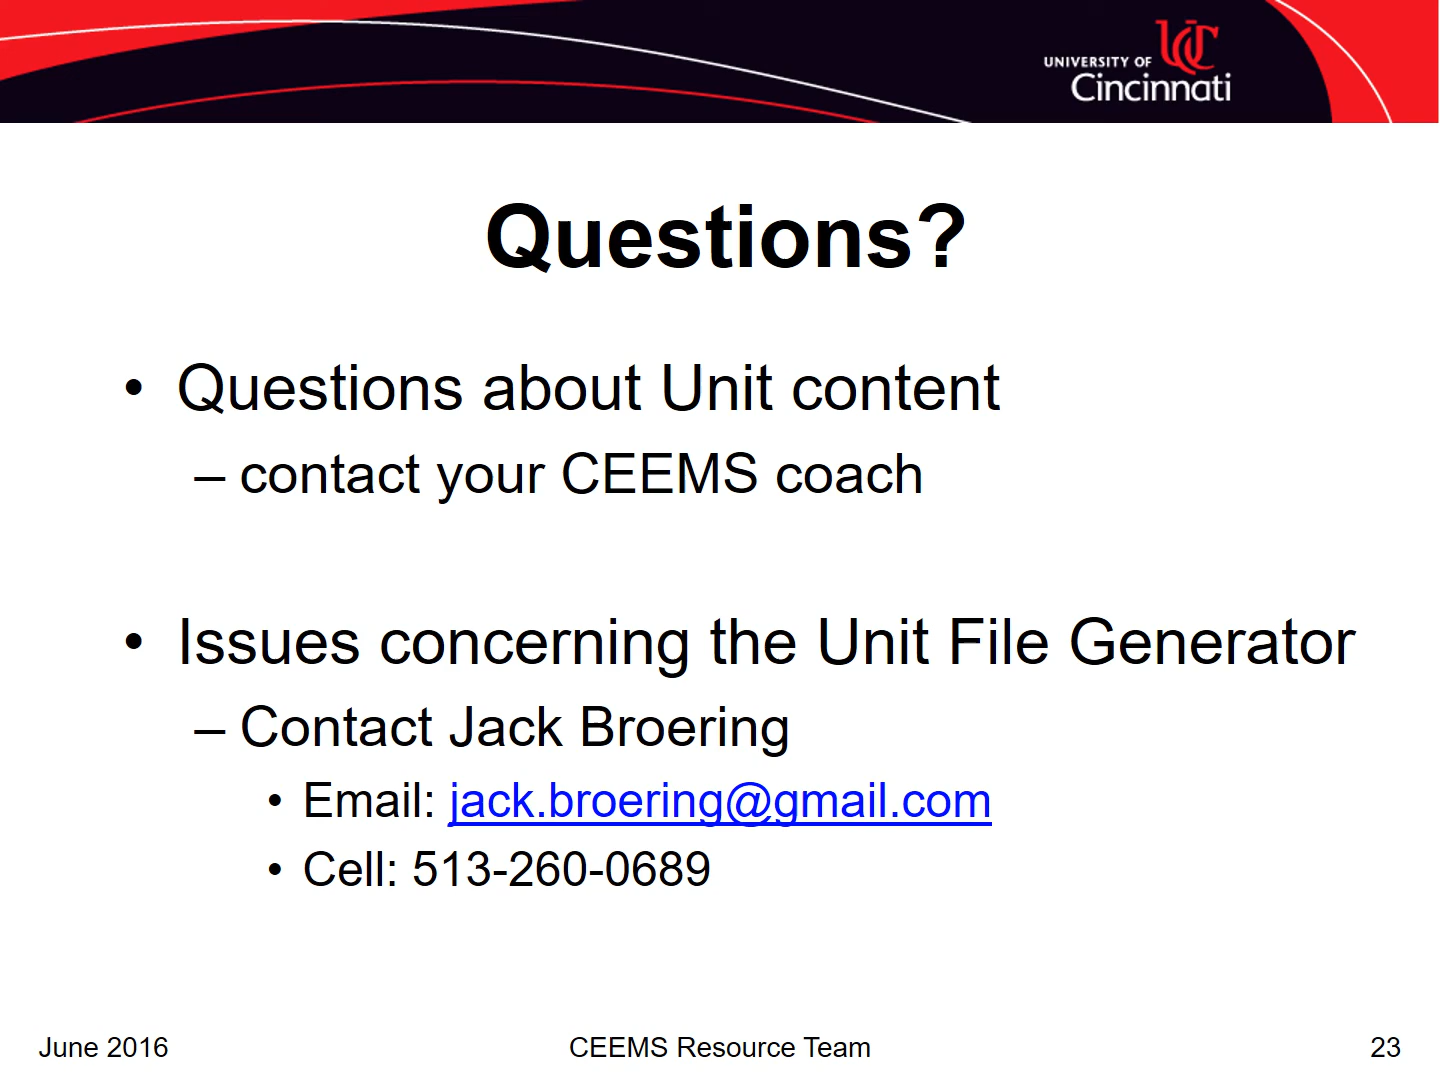 UC
UNIVERSITY OF
Cincinnati
Questions?
• Questions about Unit content
– contact your CEEMS coach
• Issues concerning the Unit File Generator
– Contact Jack Broering
• Email: jack.broering@gmail.com
• Cell: 513-260-0689
June 2016 CEEMS Resource Team 23